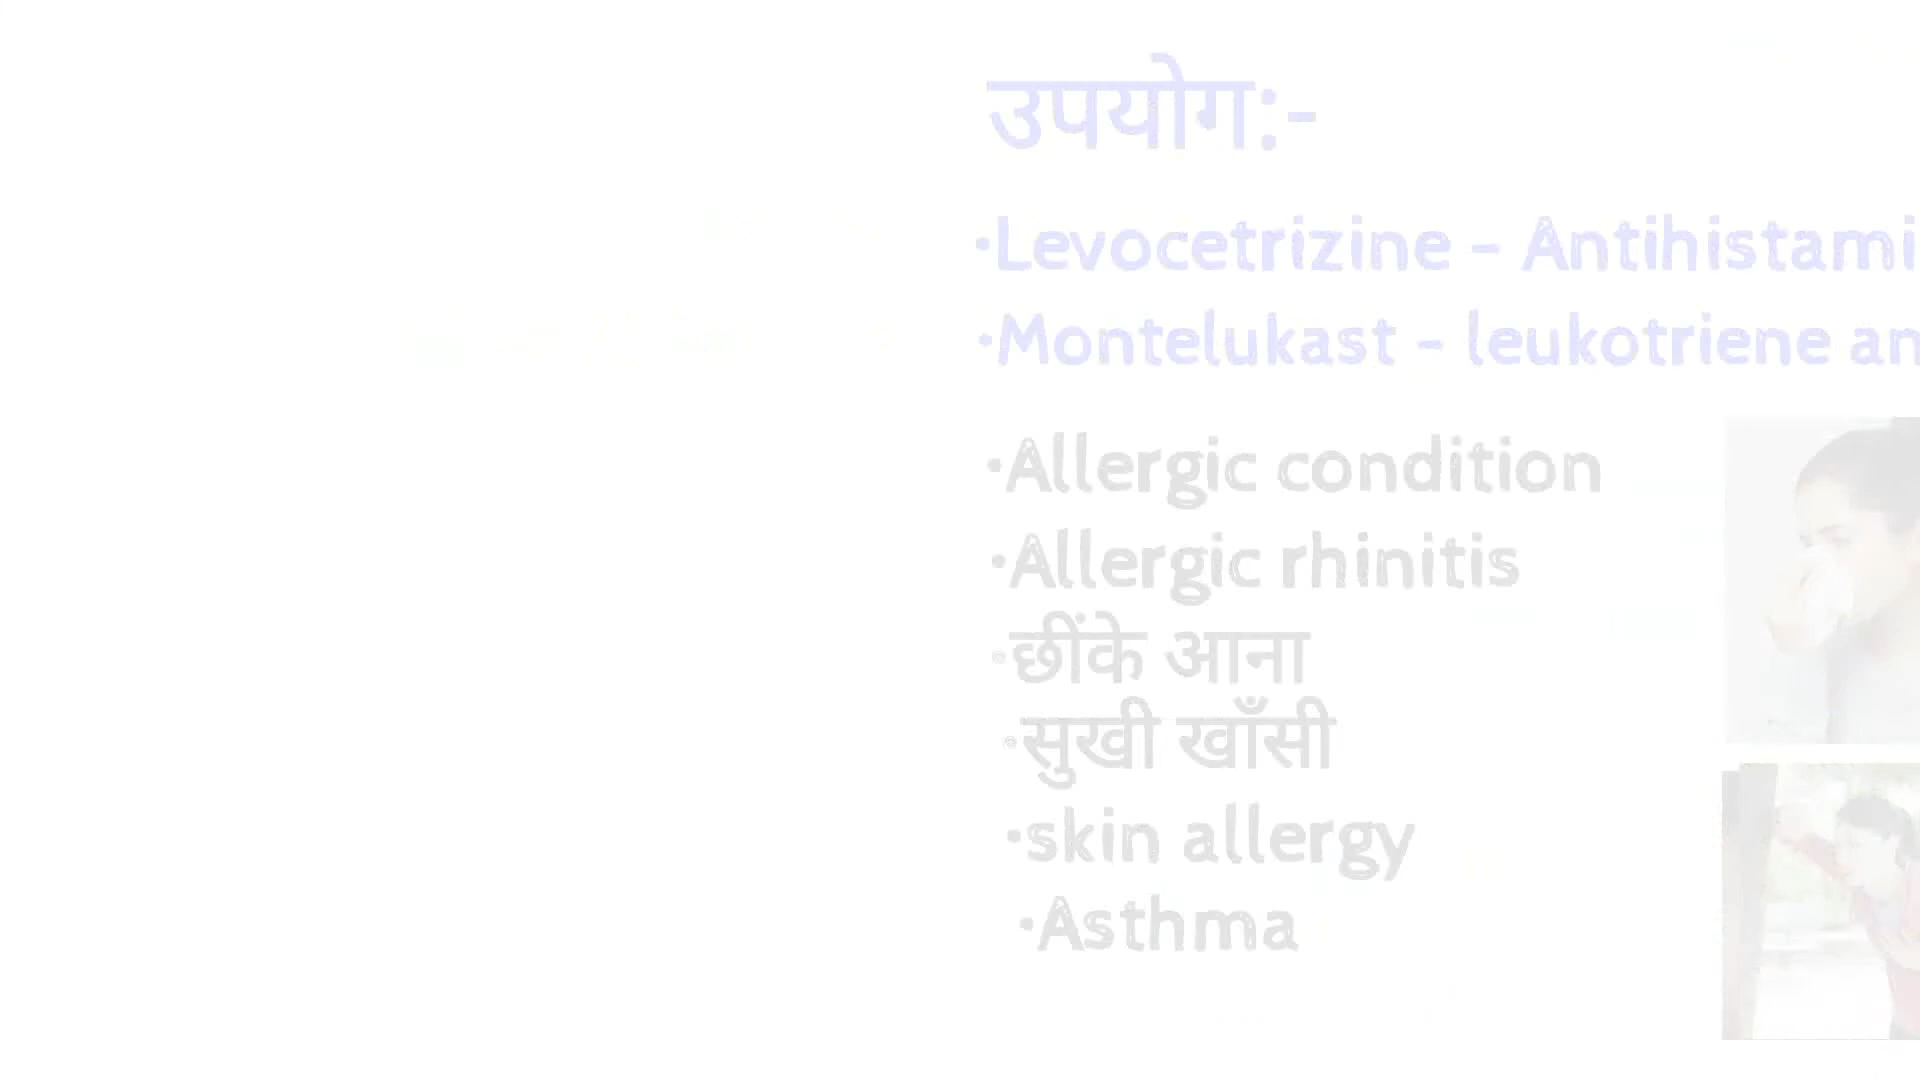 उपयोग:-
•Levocetrizine - Antihistami
•Montelukast - leukotriene an
•Allergic condition
•Allergic rhinitis
•छींके आना
•सुखी खाँसी
•skin allergy
•Asthma